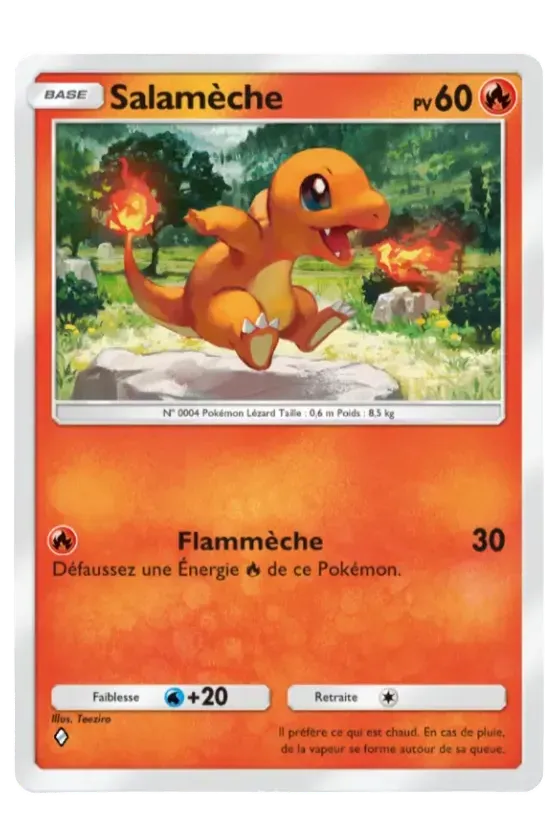 BASE Salamèche PV 60
N° 0004 Pokémon Lézard Taille : 0,6 m Poids : 8,5 kg
Flammèche 30
Défaussez une Énergie de ce Pokémon.
Faiblesse +20 Retraite
Illus. Teeziro
Il préfère ce qui est chaud. En cas de pluie,
de la vapeur se forme autour de sa queue.